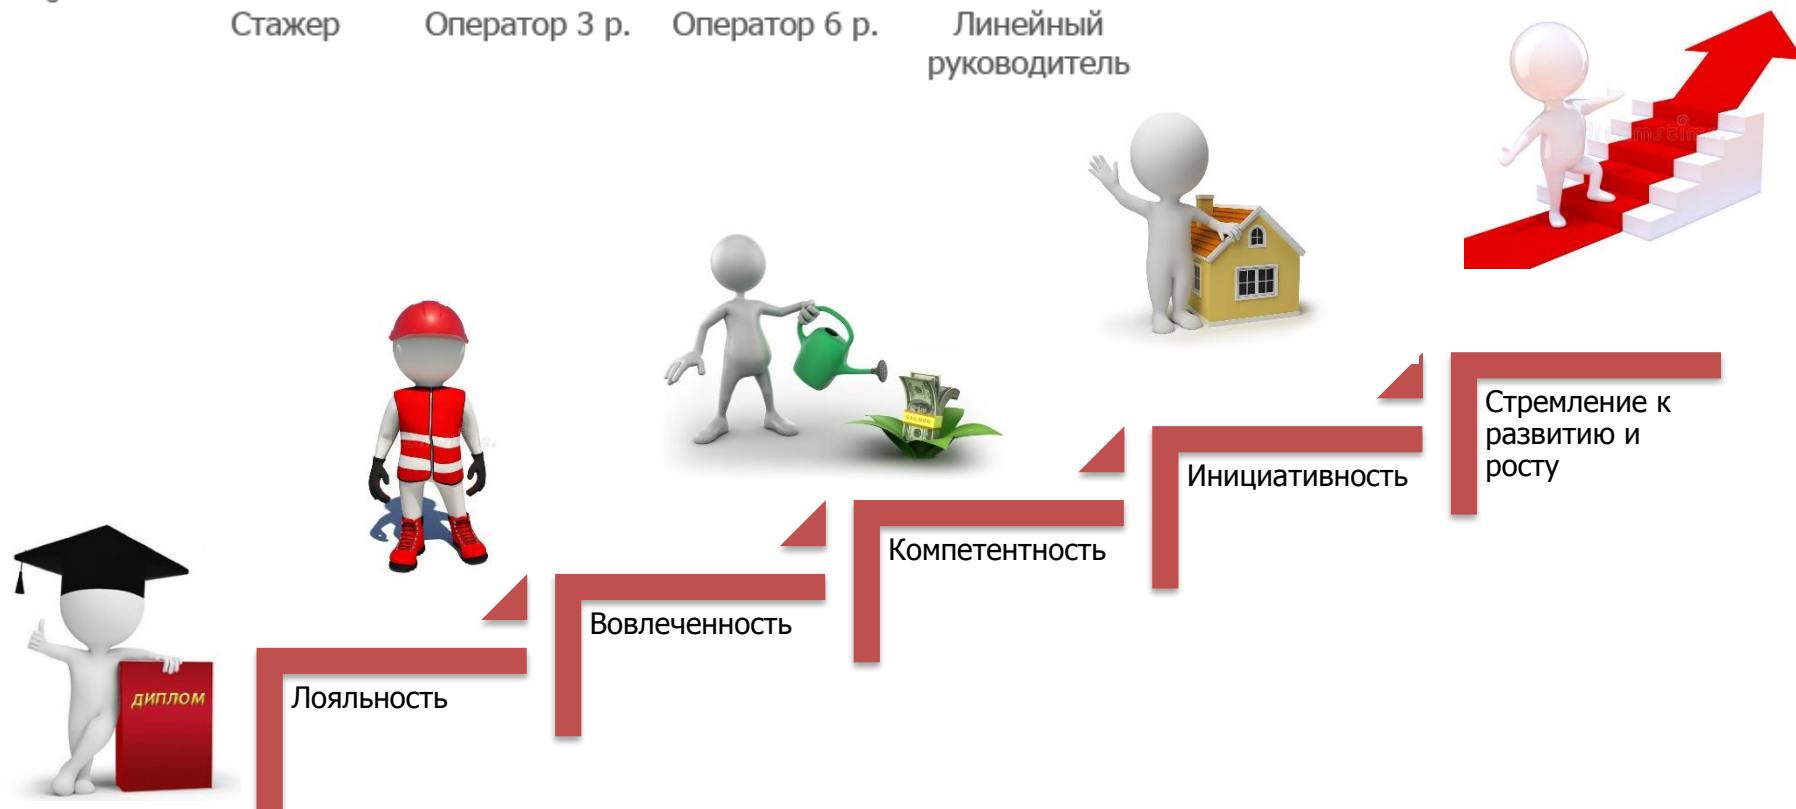 Стажер
Оператор 3 р.
Оператор 6 р.
Линейный
руководитель
Стремление к
развитию и
росту
Инициативность
Компетентность
Вовлеченность
Лояльность
ДИПЛОМ